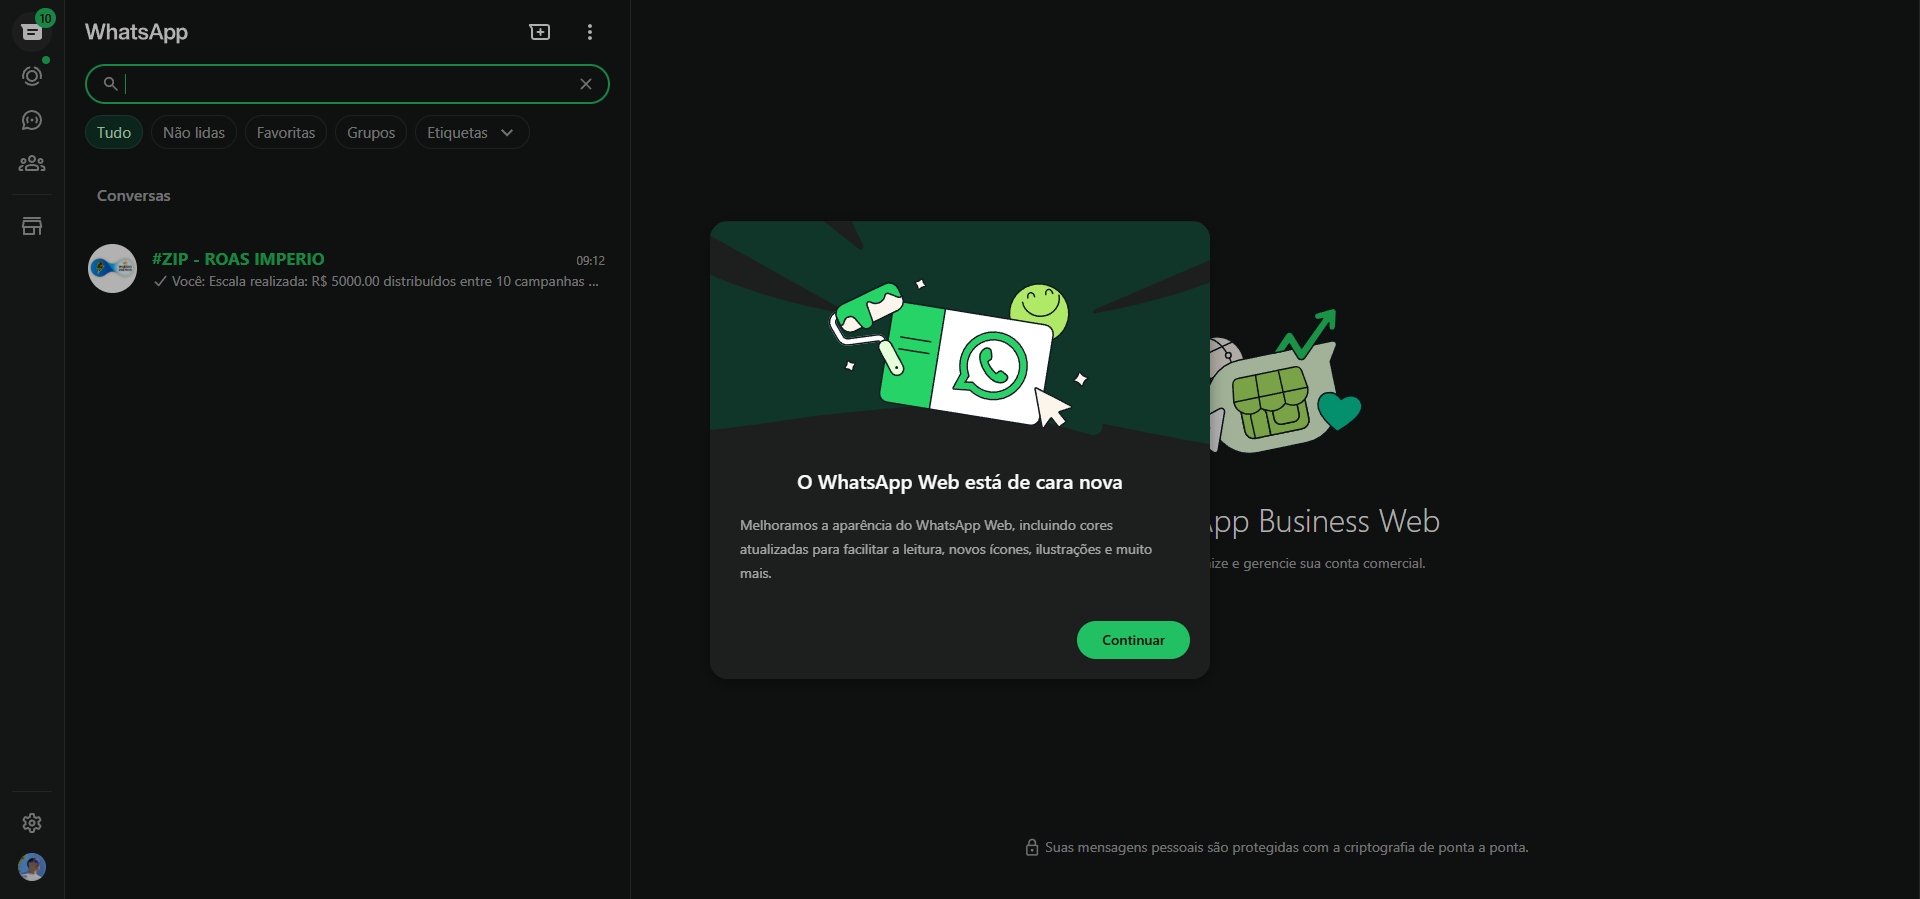 10
WhatsApp
Tudo
Não lidas
Favoritas
Grupos
Etiquetas
Conversas
#ZIP - ROAS IMPERIO
09:12
Você: Escala realizada: R$ 5000.00 distribuídos entre 10 campanhas ...
O WhatsApp Web está de cara nova
Melhoramos a aparência do WhatsApp Web, incluindo cores
atualizadas para facilitar a leitura, novos ícones, ilustrações e muito
mais.
Continuar
App Business Web
ize e gerencie sua conta comercial.
Suas mensagens pessoais são protegidas com a criptografia de ponta a ponta.